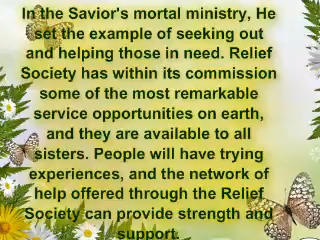 In the Savior's mortal ministry, He
set the example of seeking out
and helping those in need. Relief
Society has within its commission
some of the most remarkable
service opportunities on earth,
and they are available to all
sisters. People will have trying
experiences, and the network of
help offered through the Relief
Society can provide strength and
support.